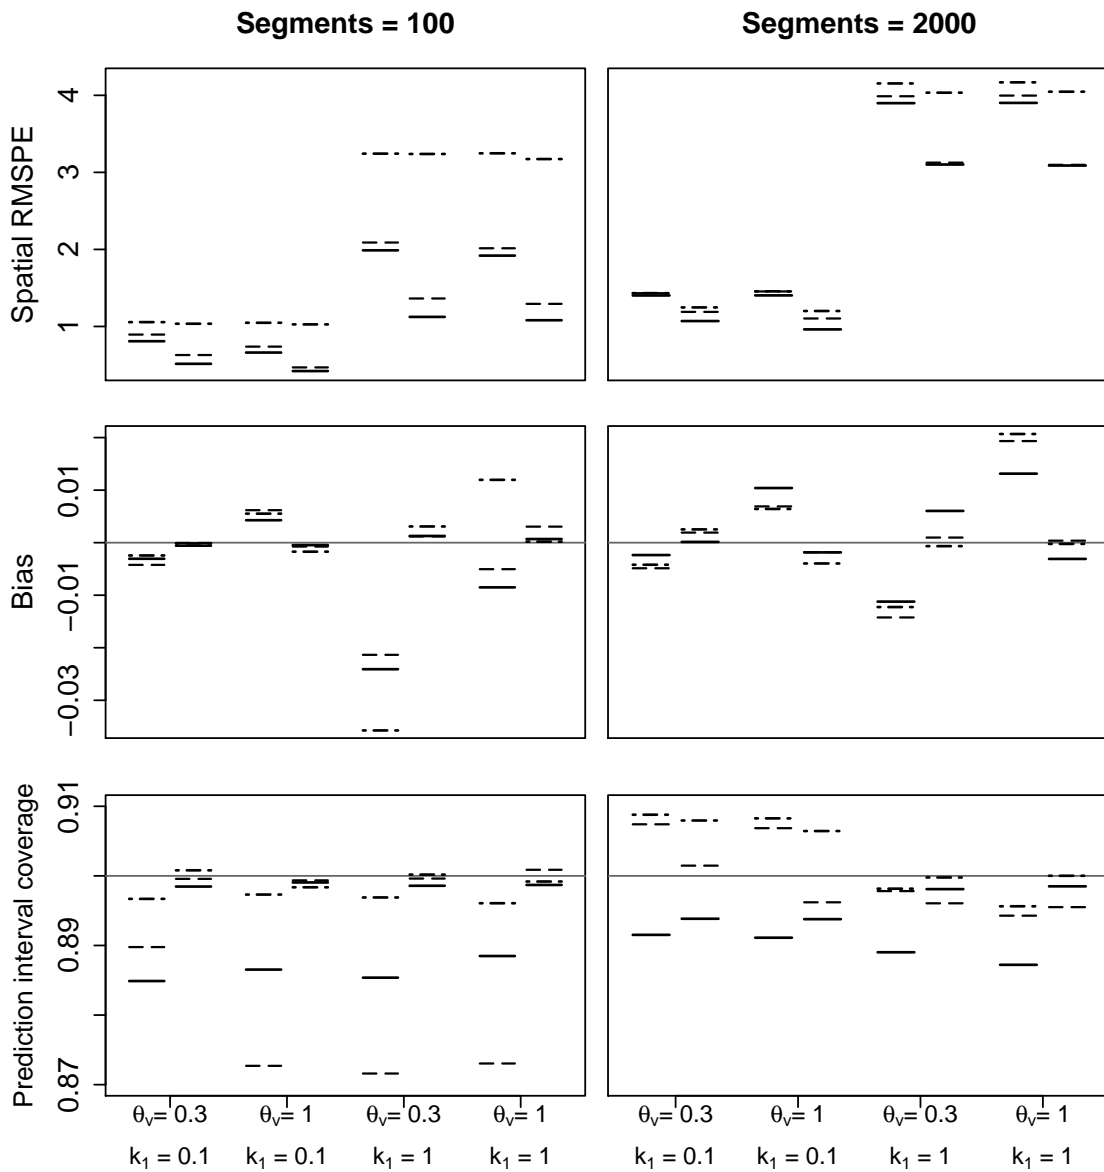 Segments = 100
Segments = 2000
Spatial RMSPE
4
3
2
1
Bias
0.01
−0.01
−0.03
Prediction interval coverage
0.91
0.89
0.87
θv= 0.3 θv= 1 θv= 0.3 θv= 1
k1 = 0.1 k1 = 0.1 k1 = 1 k1 = 1
θv= 0.3 θv= 1 θv= 0.3 θv= 1
k1 = 0.1 k1 = 0.1 k1 = 1 k1 = 1